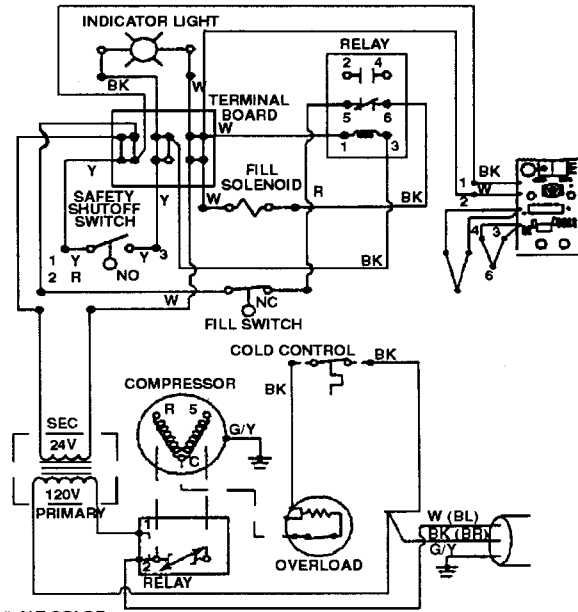 INDICATOR LIGHT
RELAY
2 4
W
BK
TERMINAL
BOARD
5 6
W
1 3
Y
FILL
SOLENOID
BK
1 W
2
SAFETY
SHUTOFF
SWITCH
Y
W
R
BK
4 3
1 Y Y 3
2 R
NO
BK
6
W
NC
FILL SWITCH
COLD CONTROL
BK
COMPRESSOR
BK
R S
G/Y
SEC
24V
C
120V
PRIMARY
1
2
RELAY
OVERLOAD
W (BL)
BK (BR)
G/Y